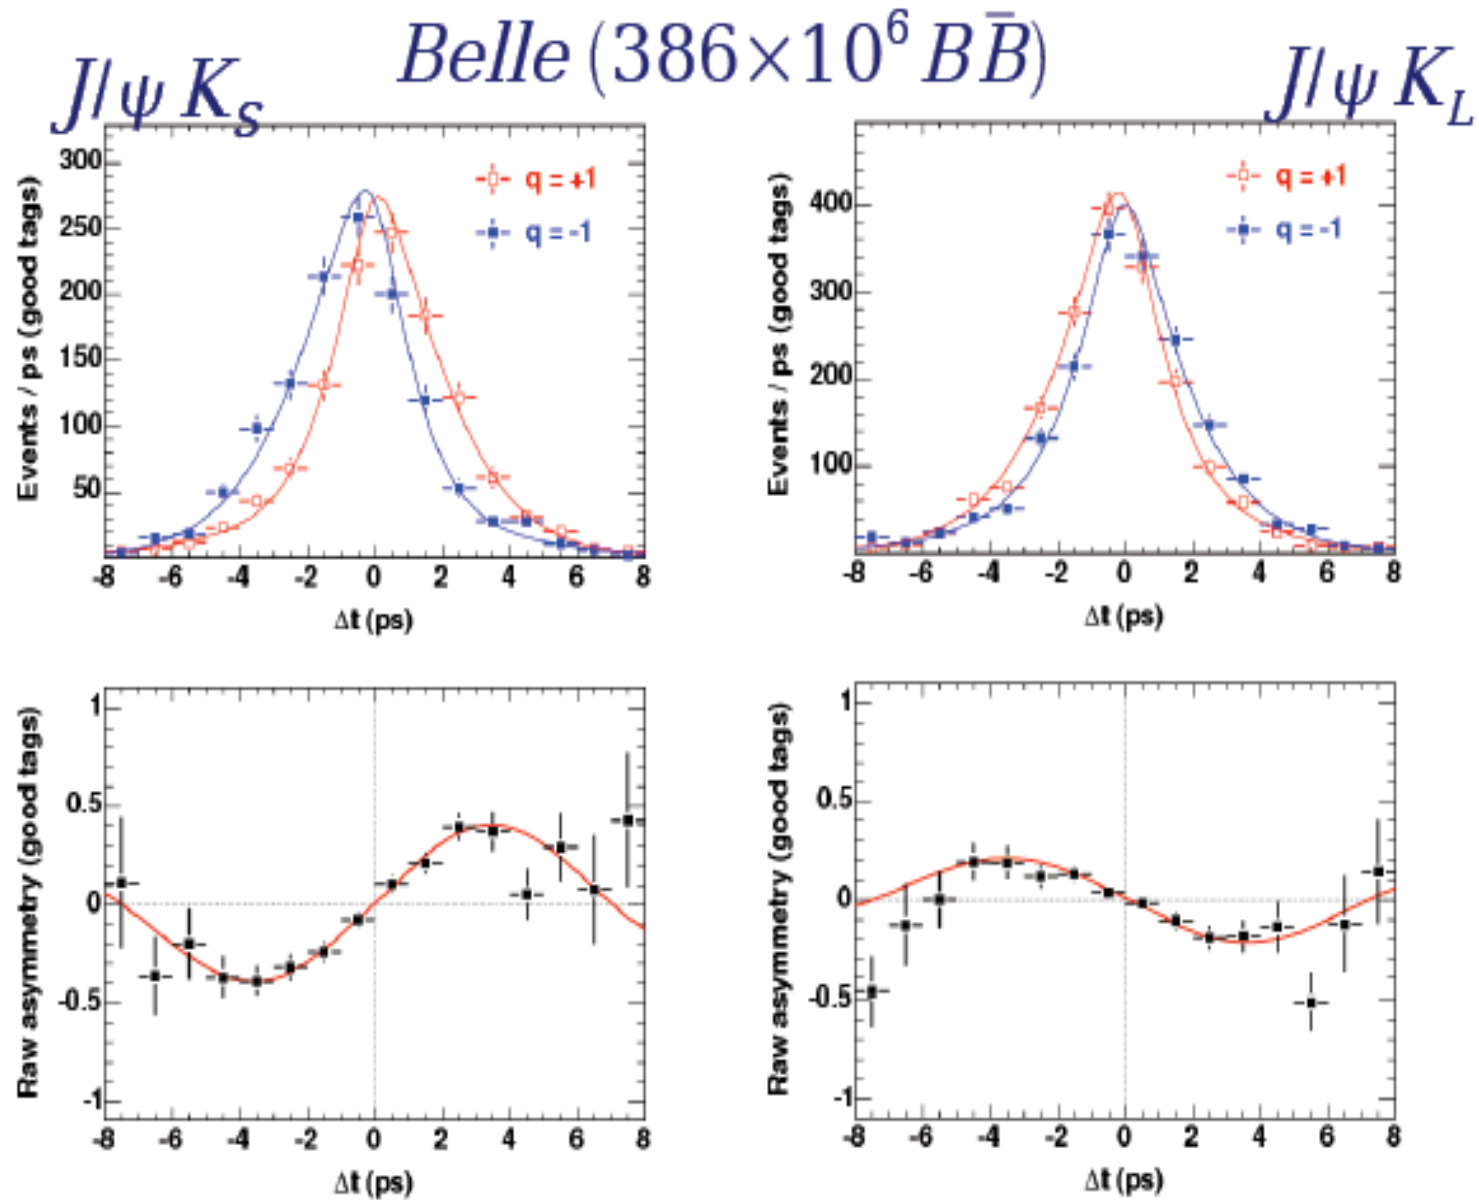 Belle (386×10⁶ BB̄)
J/ψ K_S
J/ψ K_L
Events / ps (good tags)
300
250
200
150
100
50
q = +1
q = -1
-8 -6 -4 -2 0 2 4 6 8
Δt (ps)
Events / ps (good tags)
400
300
200
100
q = +1
q = -1
-8 -6 -4 -2 0 2 4 6 8
Δt (ps)
Raw asymmetry (good tags)
1
0.5
0
-0.5
-1
-8 -6 -4 -2 0 2 4 6 8
Δt (ps)
Raw asymmetry (good tags)
1
0.5
0
-0.5
-1
-8 -6 -4 -2 0 2 4 6 8
Δt (ps)